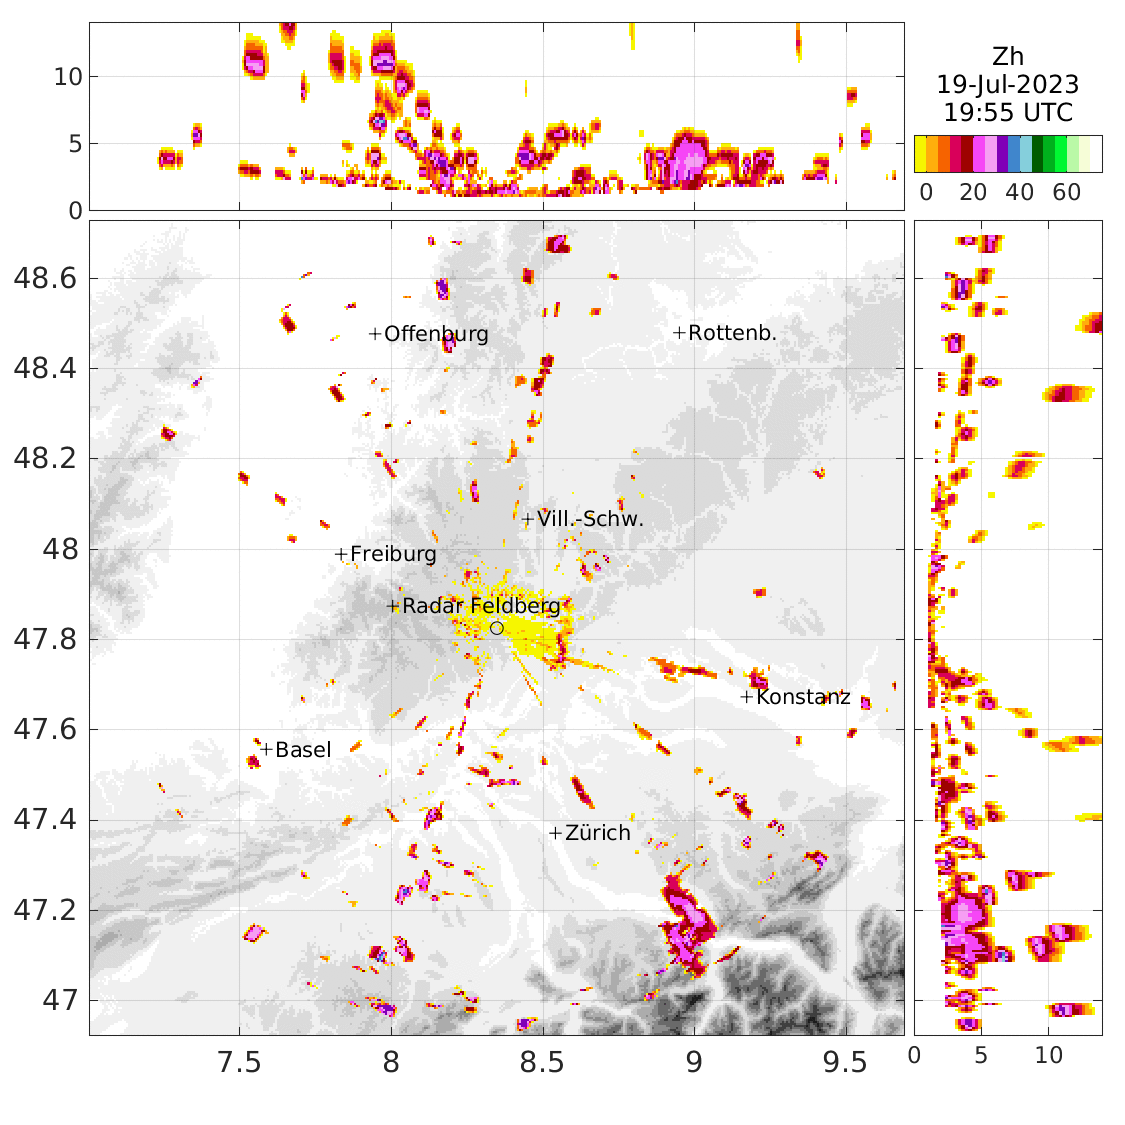 10
5
0
Zh
19-Jul-2023
19:55 UTC
0 20 40 60
48.6
48.4
48.2
48
47.8
47.6
47.4
47.2
47
+Offenburg
+Rottenb.
+Vill.-Schw.
+Freiburg
+Radar Feldberg
+Konstanz
+Basel
+Zürich
7.5 8 8.5 9 9.5
0 5 10